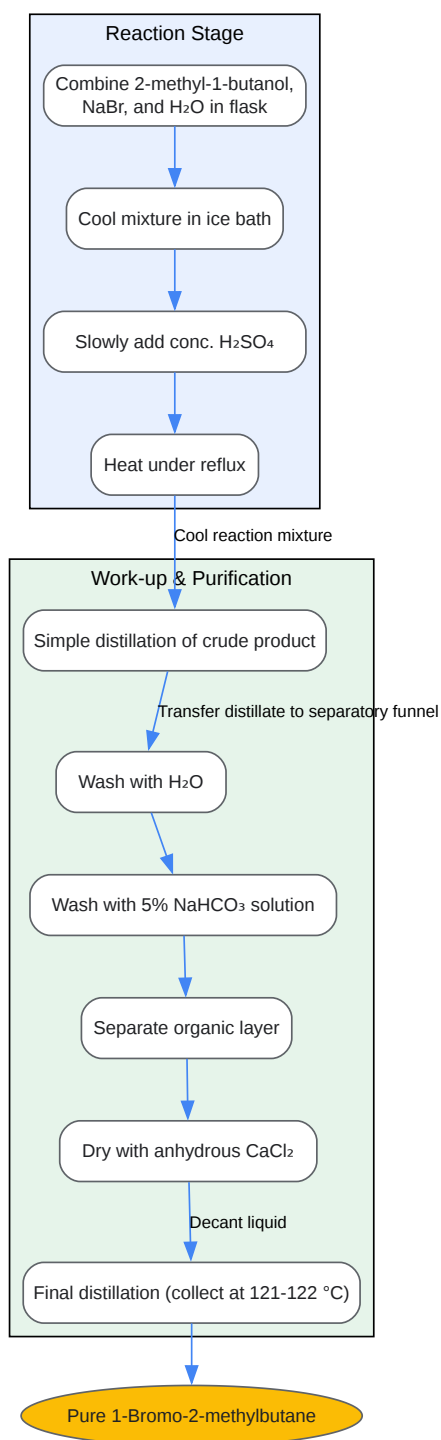 Reaction Stage
Combine 2-methyl-1-butanol,
NaBr, and H₂O in flask
Cool mixture in ice bath
Slowly add conc. H₂SO₄
Heat under reflux
Cool reaction mixture
Work-up & Purification
Simple distillation of crude product
Transfer distillate to separatory funnel
Wash with H₂O
Wash with 5% NaHCO₃ solution
Separate organic layer
Dry with anhydrous CaCl₂
Decant liquid
Final distillation (collect at 121-122 °C)
Pure 1-Bromo-2-methylbutane